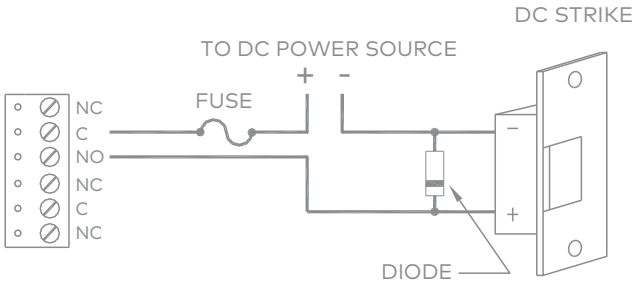 DC STRIKE
TO DC POWER SOURCE
+ -
FUSE
NC
C
NO
NC
C
NC
−
+
DIODE